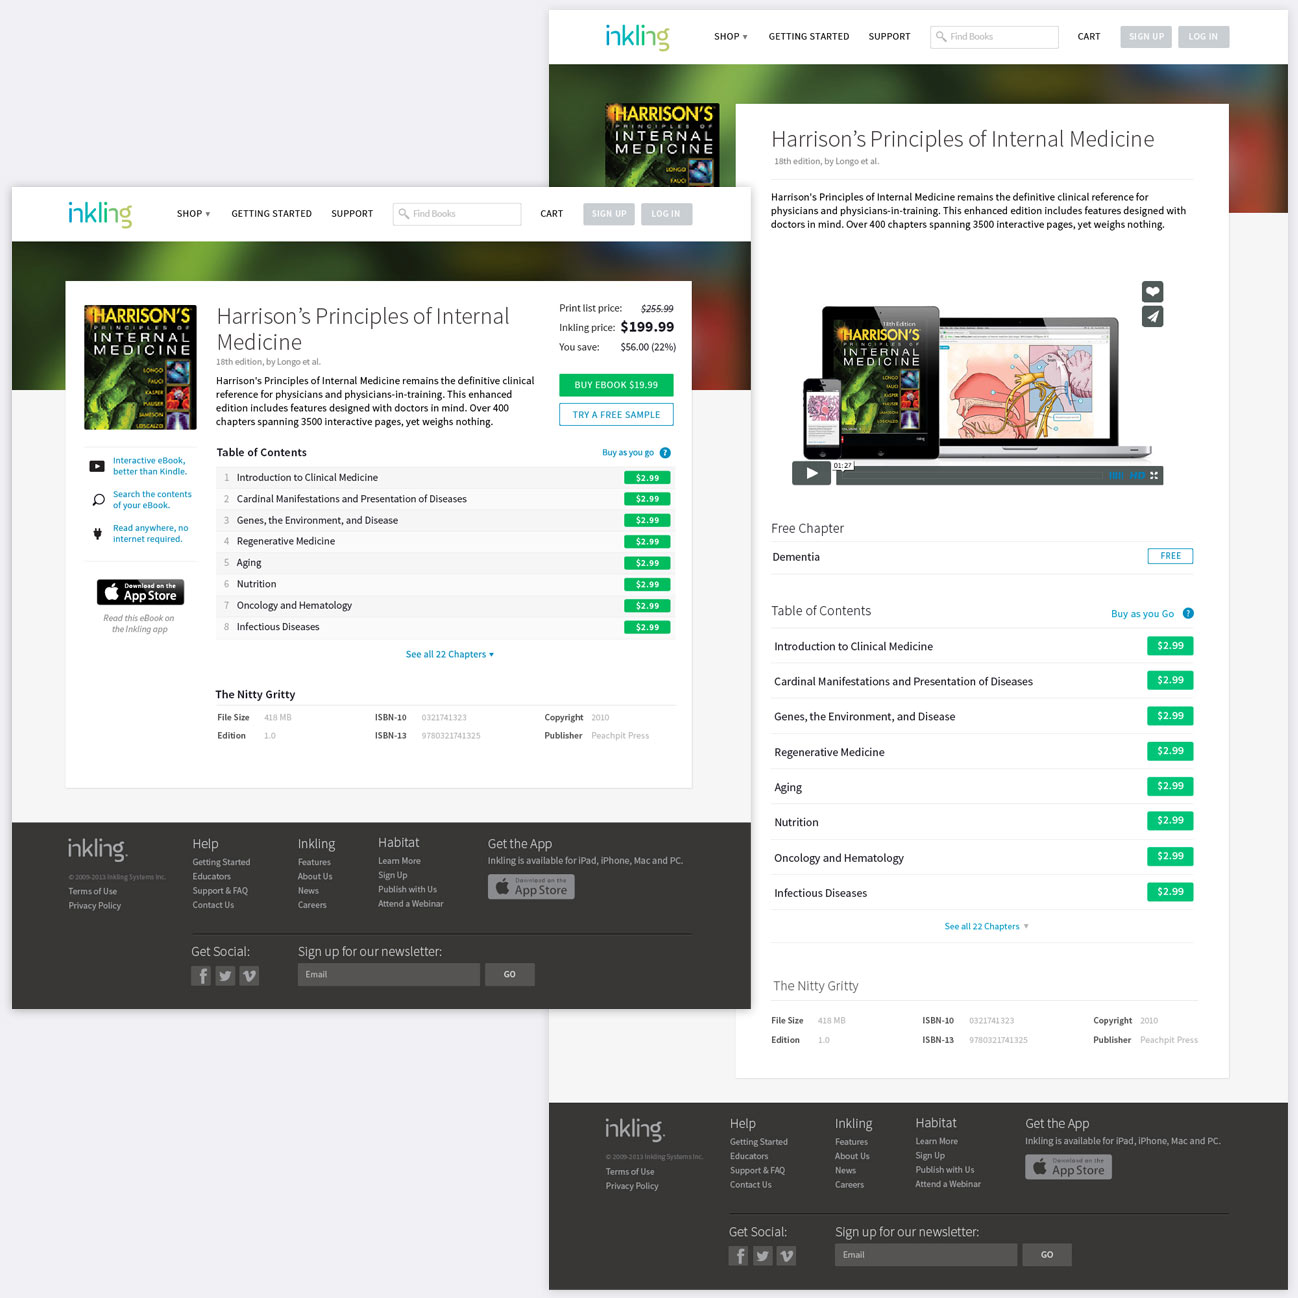 inkling
SHOP ▼ GETTING STARTED SUPPORT Find Books CART SIGN UP LOG IN
HARRISON'S
PRINCIPLES OF
INTERNAL
MEDICINE
LONGO
FAUCI
Harrison's Principles of Internal Medicine
18th edition, by Longo et al.
Harrison's Principles of Internal Medicine remains the definitive clinical reference for
physicians and physicians-in-training. This enhanced edition includes features designed with
doctors in mind. Over 400 chapters spanning 3500 interactive pages, yet weighs nothing.
18th Edition
HARRISON'S
PRINCIPLES OF
INTERNAL
MEDICINE
LONGO
FAUCI
KASPER
HAUSER
JAMESON
LOSCALZO
01:27
HD
Free Chapter
Dementia FREE
Table of Contents Buy as you Go ?
Introduction to Clinical Medicine $2.99
Cardinal Manifestations and Presentation of Diseases $2.99
Genes, the Environment, and Disease $2.99
Regenerative Medicine $2.99
Aging $2.99
Nutrition $2.99
Oncology and Hematology $2.99
Infectious Diseases $2.99
See all 22 Chapters ▼
The Nitty Gritty
File Size 418 MB ISBN-10 0321741323 Copyright 2010
Edition 1.0 ISBN-13 9780321741325 Publisher Peachpit Press
inkling.
© 2009-2013 Inkling Systems Inc.
Terms of Use
Privacy Policy
Help
Getting Started
Educators
Support & FAQ
Contact Us
Inkling
Features
About Us
News
Careers
Habitat
Learn More
Sign Up
Publish with Us
Attend a Webinar
Get the App
Inkling is available for iPad, iPhone, Mac and PC.
Download on the
App Store
Get Social:
Sign up for our newsletter:
Email GO
inkling
SHOP ▼ GETTING STARTED SUPPORT Find Books CART SIGN UP LOG IN
HARRISON'S
PRINCIPLES OF
INTERNAL
MEDICINE
LONGO
FAUCI
KASPER
HAUSER
JAMESON
LOSCALZO
Interactive eBook,
better than Kindle.
Search the contents
of your eBook.
Read anywhere, no
internet required.
Download on the
App Store
Read this eBook on
the Inkling app
Harrison's Principles of Internal
Medicine
18th edition, by Longo et al.
Harrison's Principles of Internal Medicine remains the definitive clinical
reference for physicians and physicians-in-training. This enhanced
edition includes features designed with doctors in mind. Over 400
chapters spanning 3500 interactive pages, yet weighs nothing.
Print list price: $255.99
Inkling price: $199.99
You save: $56.00 (22%)
BUY EBOOK $19.99
TRY A FREE SAMPLE
Table of Contents Buy as you go ?
1 Introduction to Clinical Medicine $2.99
2 Cardinal Manifestations and Presentation of Diseases $2.99
3 Genes, the Environment, and Disease $2.99
4 Regenerative Medicine $2.99
5 Aging $2.99
6 Nutrition $2.99
7 Oncology and Hematology $2.99
8 Infectious Diseases $2.99
See all 22 Chapters ▾
The Nitty Gritty
File Size 418 MB ISBN-10 0321741323 Copyright 2010
Edition 1.0 ISBN-13 9780321741325 Publisher Peachpit Press
inkling.
© 2009-2013 Inkling Systems Inc.
Terms of Use
Privacy Policy
Help
Getting Started
Educators
Support & FAQ
Contact Us
Inkling
Features
About Us
News
Careers
Habitat
Learn More
Sign Up
Publish with Us
Attend a Webinar
Get the App
Inkling is available for iPad, iPhone, Mac and PC.
Download on the
App Store
Get Social:
Sign up for our newsletter:
Email GO